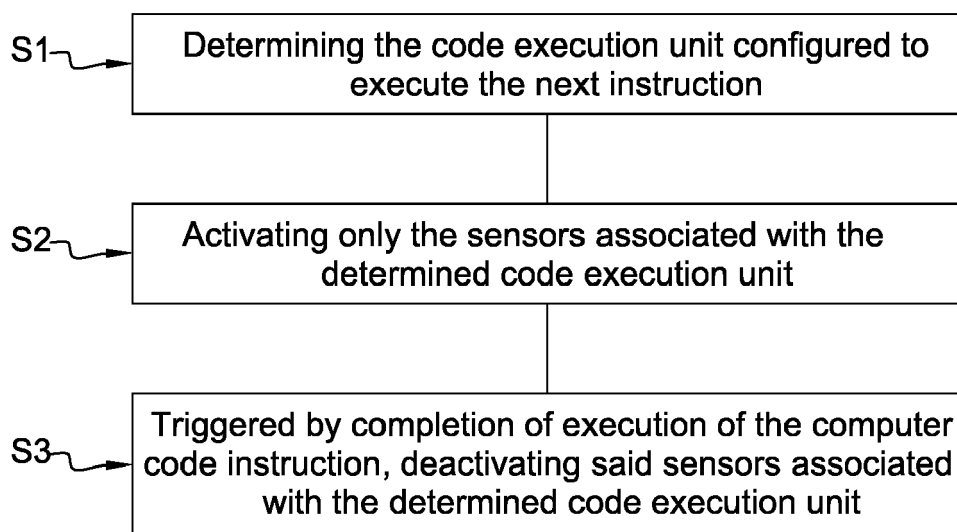 S1
Determining the code execution unit configured to
execute the next instruction
S2
Activating only the sensors associated with the
determined code execution unit
S3
Triggered by completion of execution of the computer
code instruction, deactivating said sensors associated
with the determined code execution unit